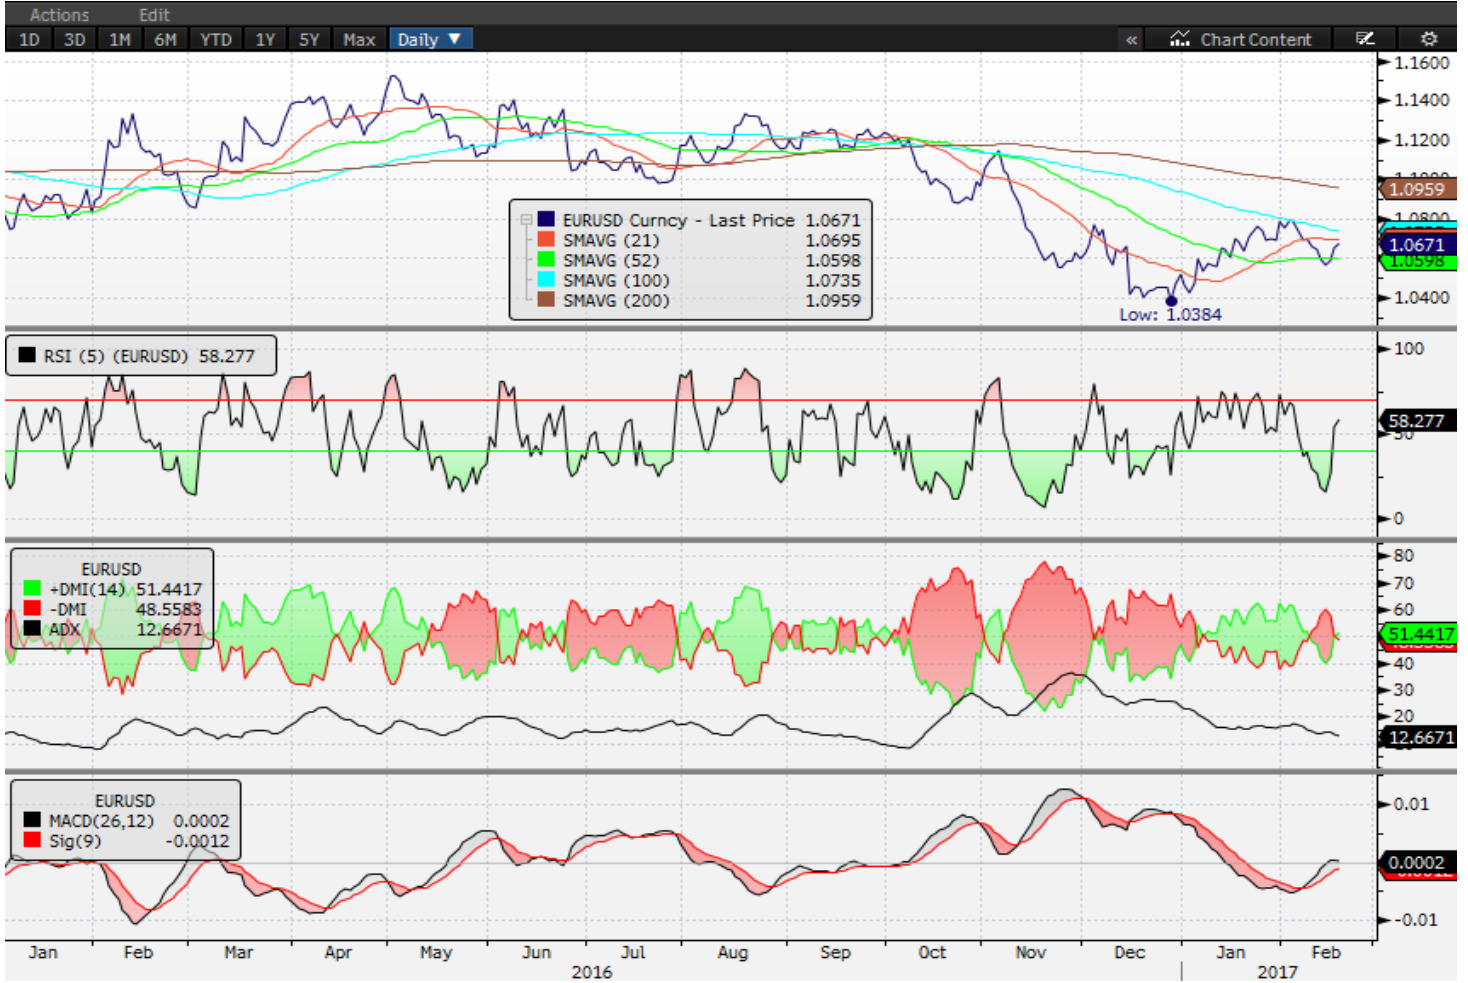 Actions Edit
1D 3D 1M 6M YTD 1Y 5Y Max Daily ▼ « Chart Content
1.1600
1.1400
1.1200
1.0959
1.0800
1.0671
1.0598
1.0400
EURUSD Curncy - Last Price 1.0671
SMAVG (21) 1.0695
SMAVG (52) 1.0598
SMAVG (100) 1.0735
SMAVG (200) 1.0959
Low: 1.0384
RSI (5) (EURUSD) 58.277
100
58.277
50
0
EURUSD
+DMI(14) 51.4417
-DMI 48.5583
ADX 12.6671
80
70
60
51.4417
40
30
20
12.6671
EURUSD
MACD(26,12) 0.0002
Sig(9) -0.0012
0.01
0.0002
-0.01
Jan Feb Mar Apr May Jun Jul Aug Sep Oct Nov Dec Jan Feb
2016 2017